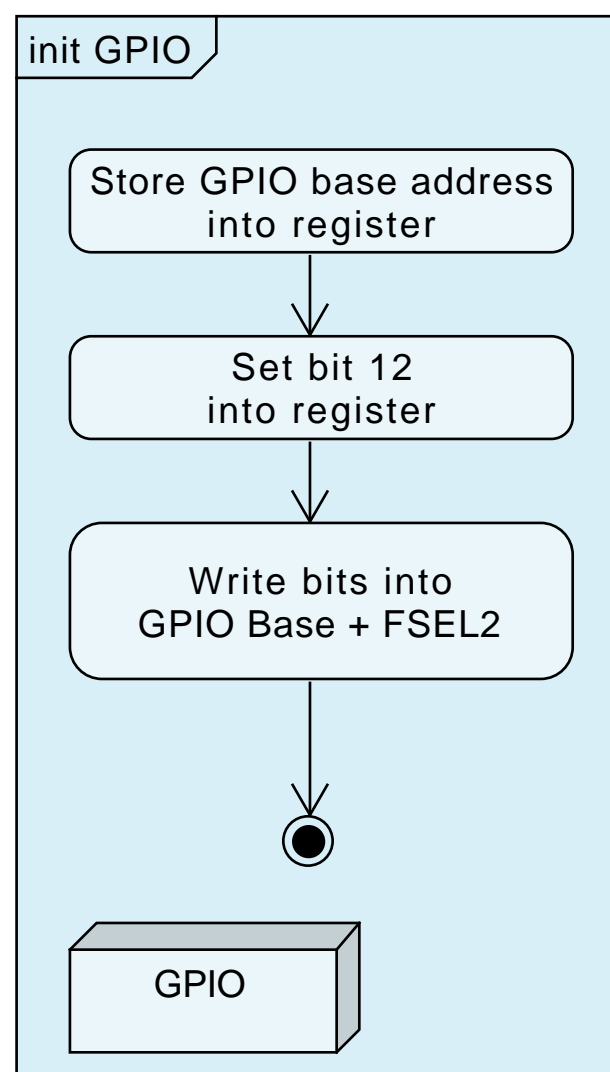 init GPIO
Store GPIO base address
into register
Set bit 12
into register
Write bits into
GPIO Base + FSEL2
GPIO